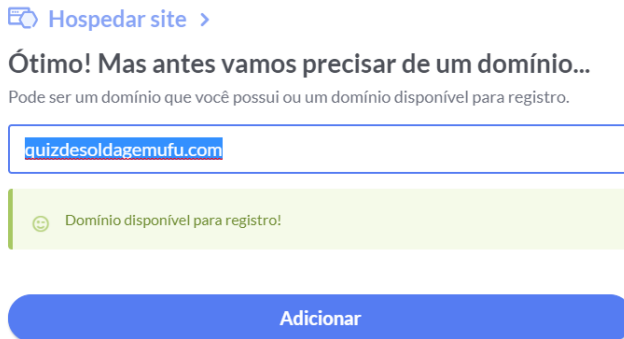 Hospedar site >
Ótimo! Mas antes vamos precisar de um domínio...
Pode ser um domínio que você possui ou um domínio disponível para registro.
quizdesoldagemufu.com
Domínio disponível para registro!
Adicionar